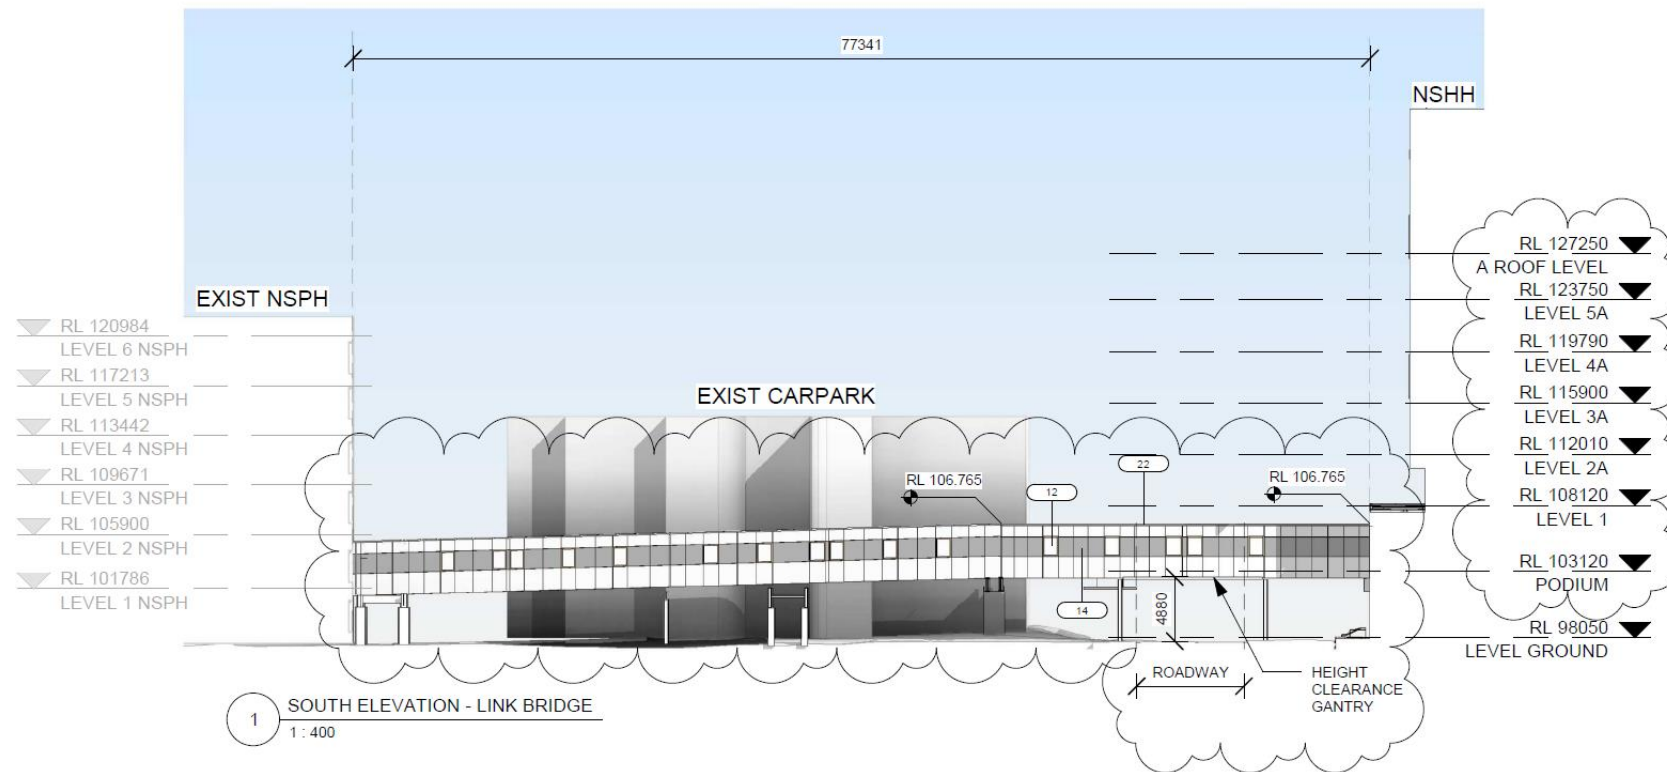 77341
NSHH
EXIST NSPH
RL 120984
LEVEL 6 NSPH
RL 117213
LEVEL 5 NSPH
RL 113442
LEVEL 4 NSPH
RL 109671
LEVEL 3 NSPH
RL 105900
LEVEL 2 NSPH
RL 101786
LEVEL 1 NSPH
EXIST CARPARK
RL 106.765
12
22
RL 106.765
14
4880
RL 127250
A ROOF LEVEL
RL 123750
LEVEL 5A
RL 119790
LEVEL 4A
RL 115900
LEVEL 3A
RL 112010
LEVEL 2A
RL 108120
LEVEL 1
RL 103120
PODIUM
RL 98050
LEVEL GROUND
ROADWAY
HEIGHT
CLEARANCE
GANTRY
1
SOUTH ELEVATION - LINK BRIDGE
1 : 400